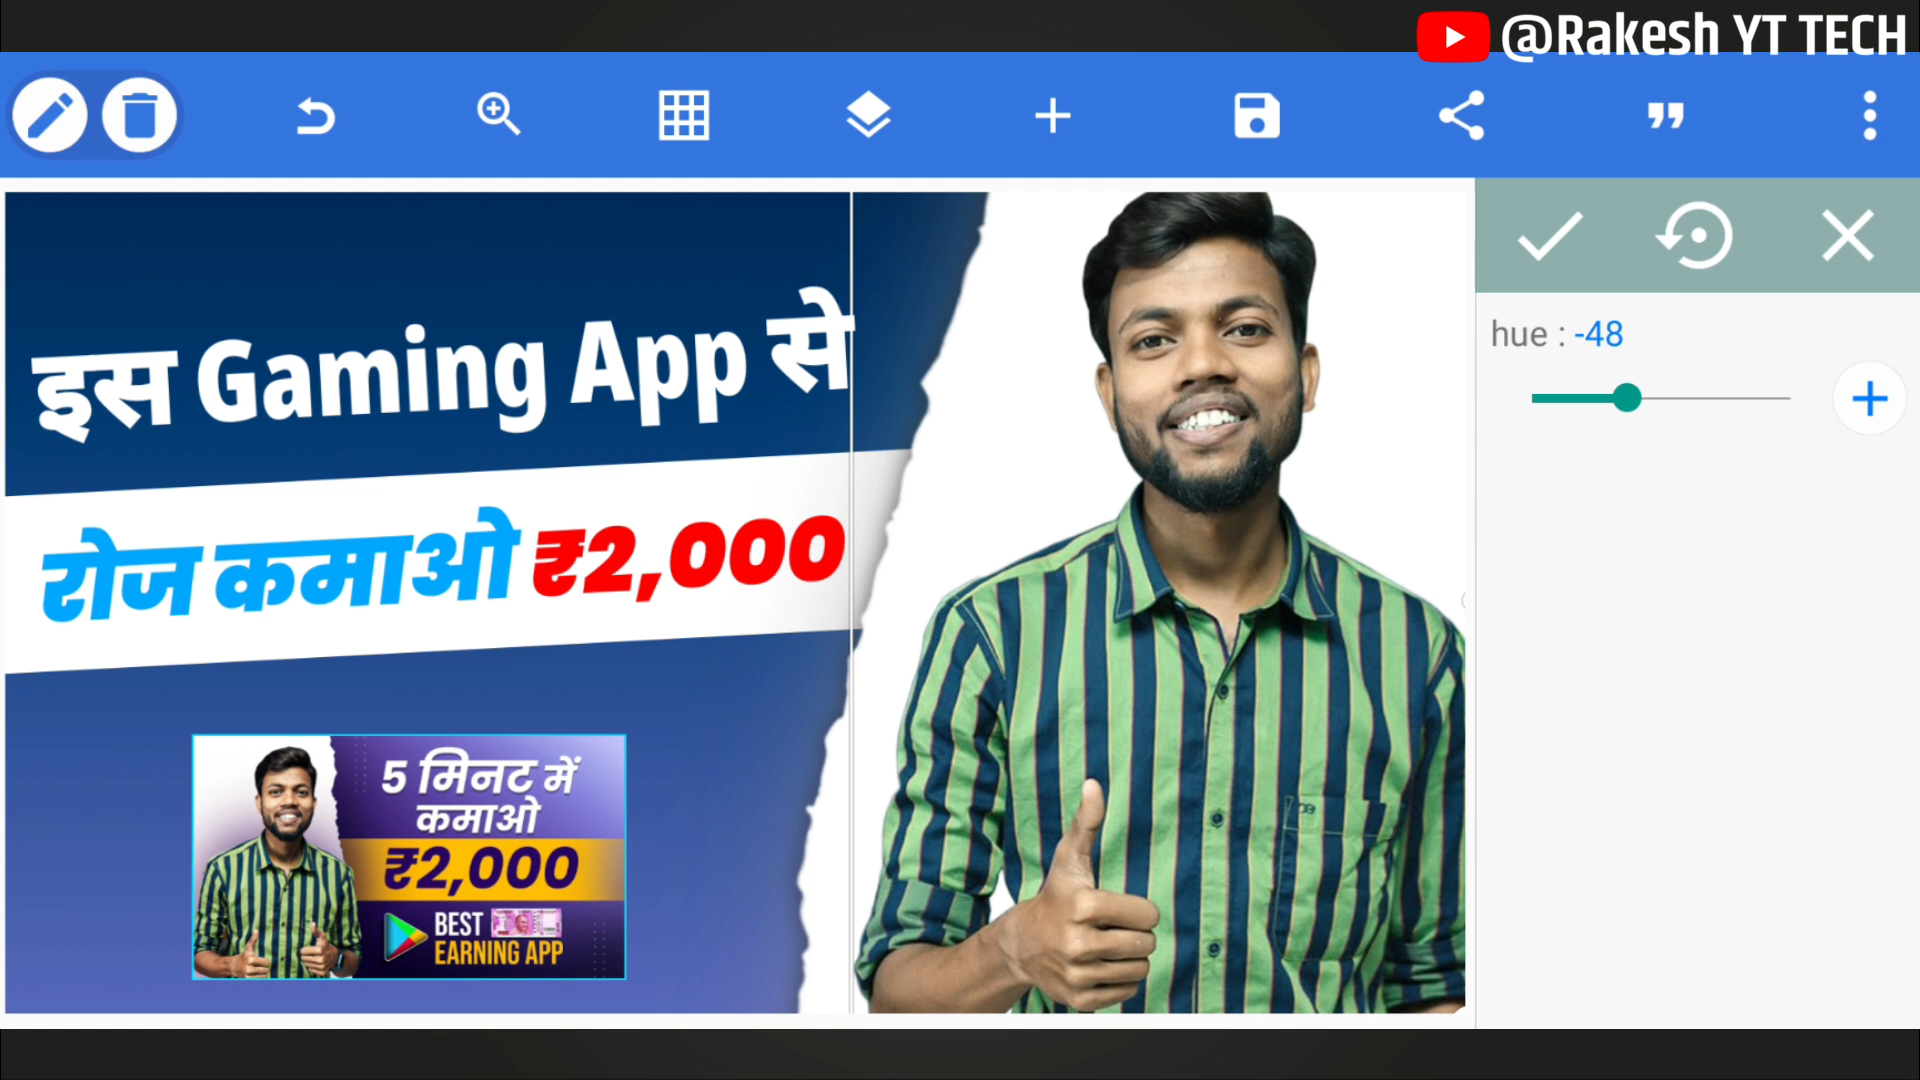 @Rakesh YT TECH
hue : -48
इस Gaming App से
रोज कमाओ ₹2,000
5 मिनट में
कमाओ
₹2,000
BEST
EARNING APP